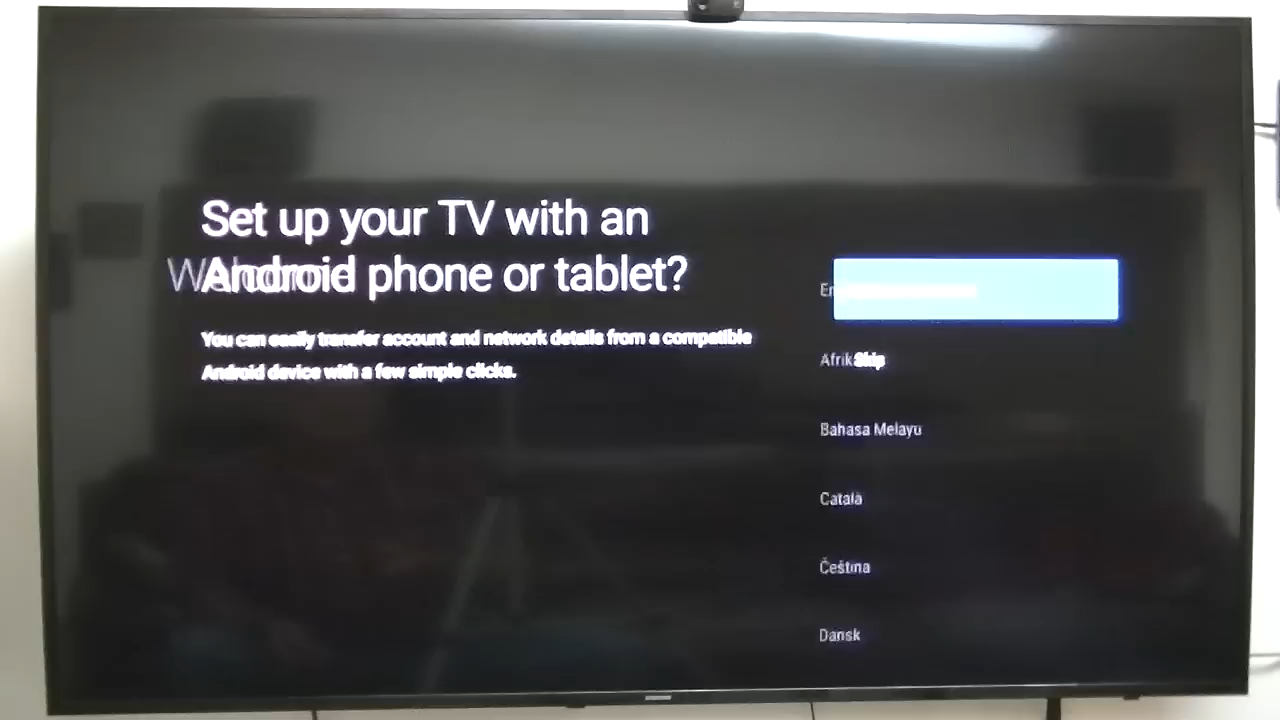 Set up your TV with an
Android phone or tablet?
You can easily transfer account and network details from a compatible
Android device with a few simple clicks.
Skip
Bahasa Melayu
Català
Čeština
Dansk